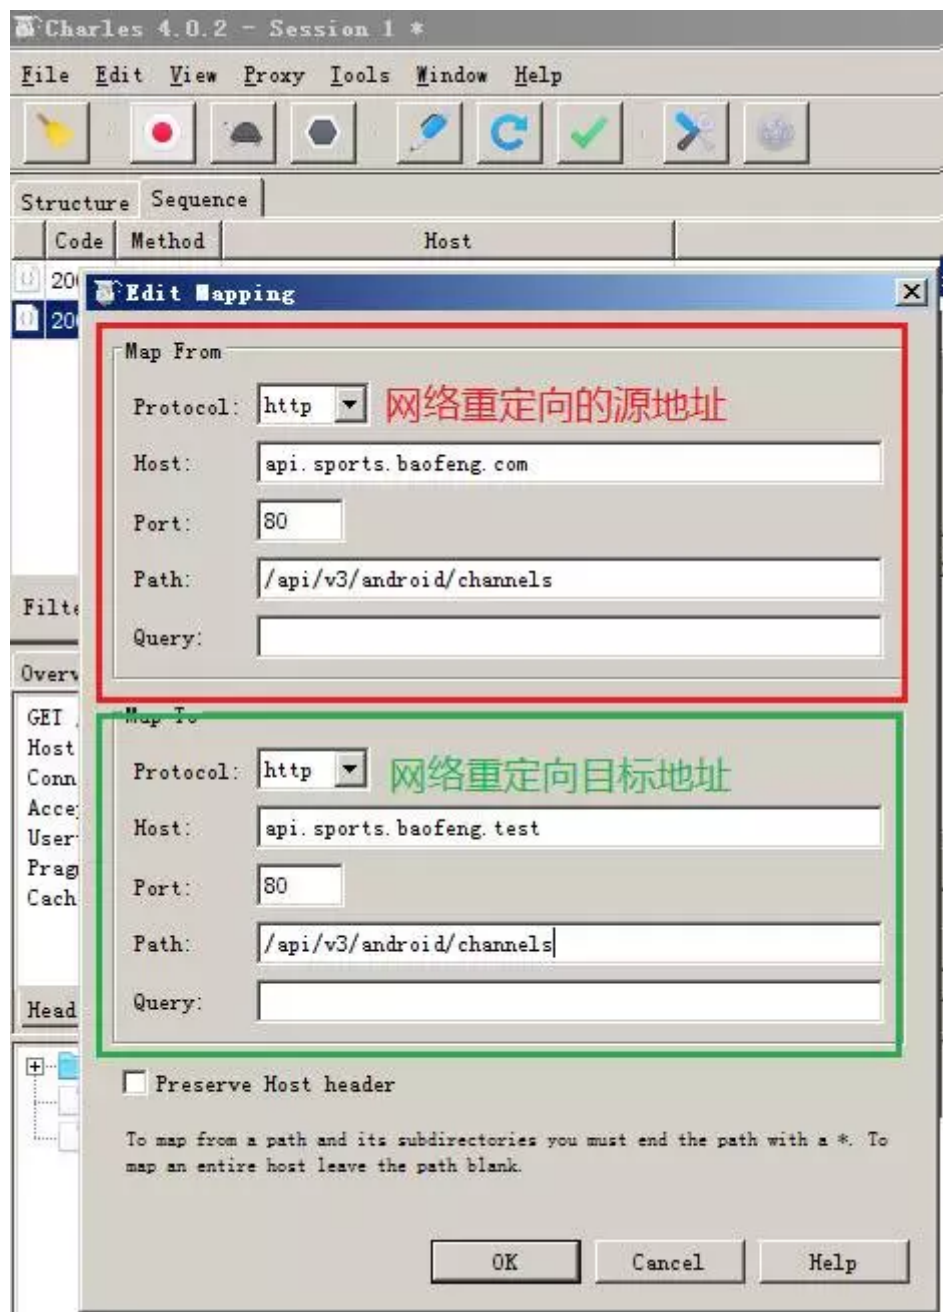 Charles 4.0.2 - Session 1 *
File Edit View Proxy Tools Window Help
Structure Sequence
Code Method Host
Edit Mapping
Map From
Protocol: http 网络重定向的源地址
Host: api.sports.baofeng.com
Port: 80
Path: /api/v3/android/channels
Query:
Map To
Protocol: http 网络重定向目标地址
Host: api.sports.baofeng.test
Port: 80
Path: /api/v3/android/channels
Query:
GET
Host
Preserve Host header
To map from a path and its subdirectories you must end the path with a *. To
map an entire host leave the path blank.
OK Cancel Help